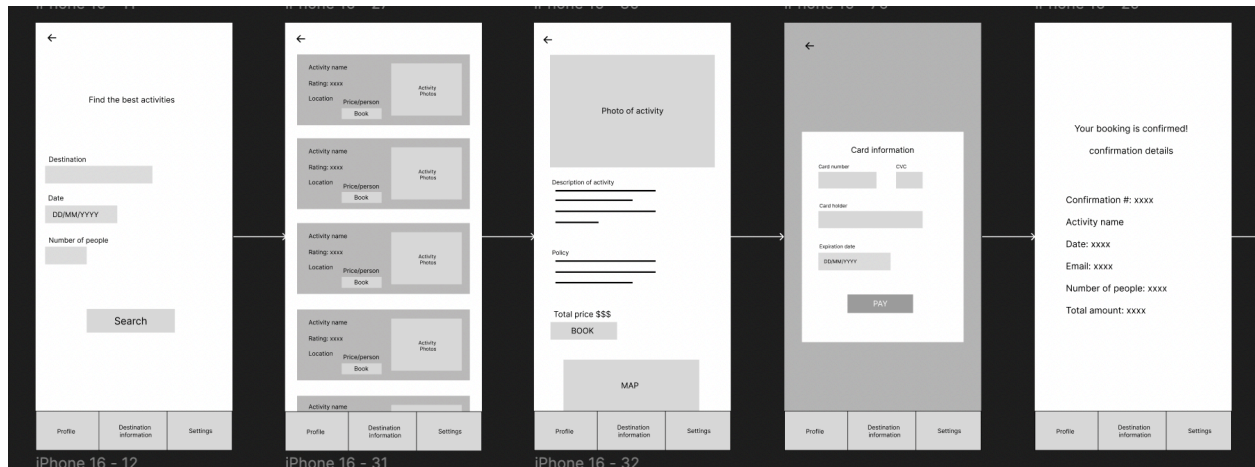 Find the best activities
Destination
Date
DD/MM/YYYY
Number of people
Search
Profile
Destination
information
Settings
iPhone 16 - 12
Activity name
Rating: xxxx
Location
Price/person
Book
Activity
Photos
Activity name
Rating: xxxx
Location
Price/person
Book
Activity
Photos
Activity name
Rating: xxxx
Location
Price/person
Book
Activity
Photos
Activity name
Rating: xxxx
Location
Price/person
Book
Activity
Photos
Activity name
Profile
Destination
information
Settings
iPhone 16 - 31
Photo of activity
Description of activity
Policy
Total price $$$
BOOK
MAP
Profile
Destination
information
Settings
iPhone 16 - 32
Card information
Card number
CVC
Card holder
Expiration date
DD/MM/YYYY
PAY
Profile
Destination
information
Settings
Your booking is confirmed!
confirmation details
Confirmation #: xxxx
Activity name
Date: xxxx
Email: xxxx
Number of people: xxxx
Total amount: xxxx
Profile
Destination
information
Settings